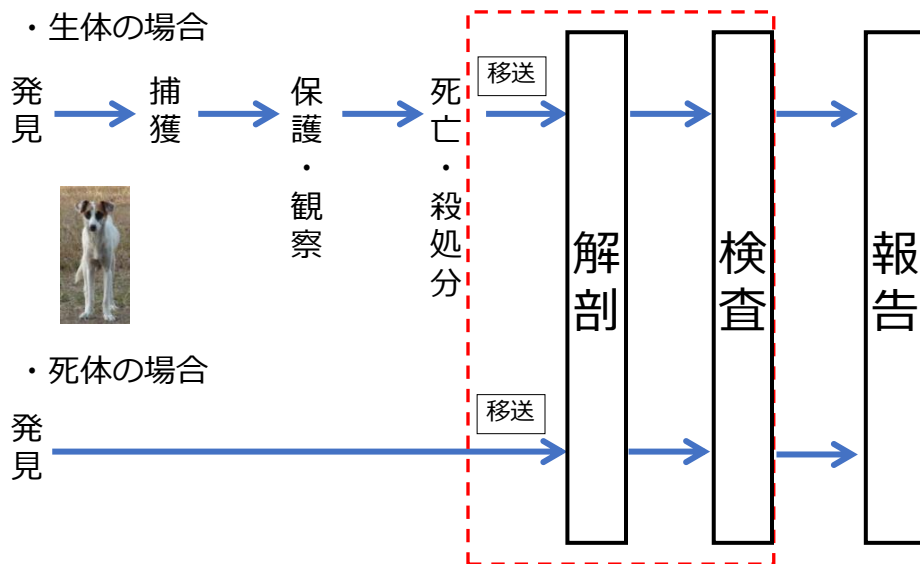 ・生体の場合
発見
捕獲
保護・観察
死亡・殺処分
移送
解剖
検査
報告
・死体の場合
発見
移送